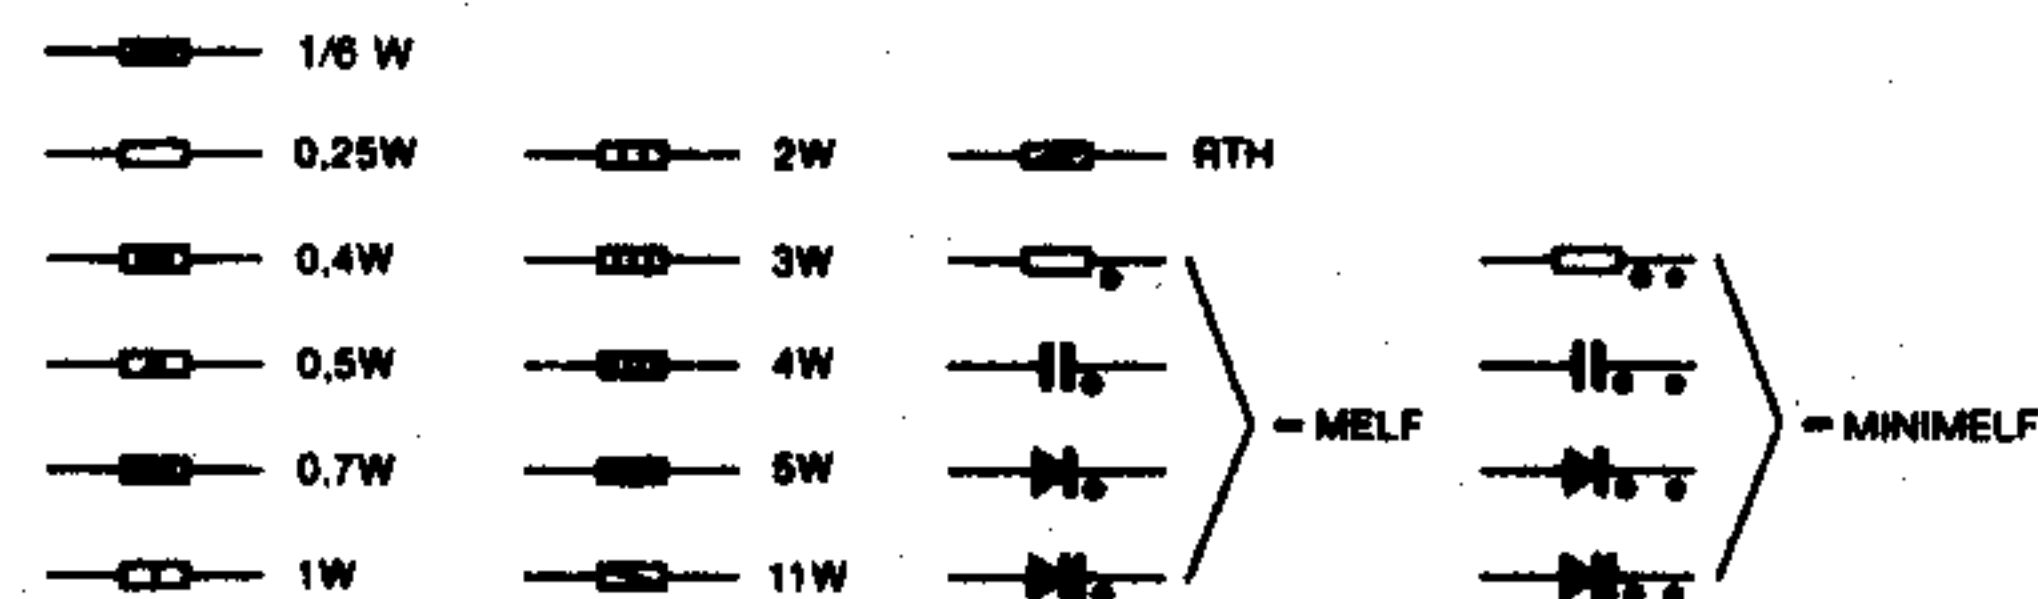 1/6 W
0,25W
0,4W
0,5W
0,7W
1W
2W
3W
4W
5W
11W
ATH
= MELF
= MINIMELF